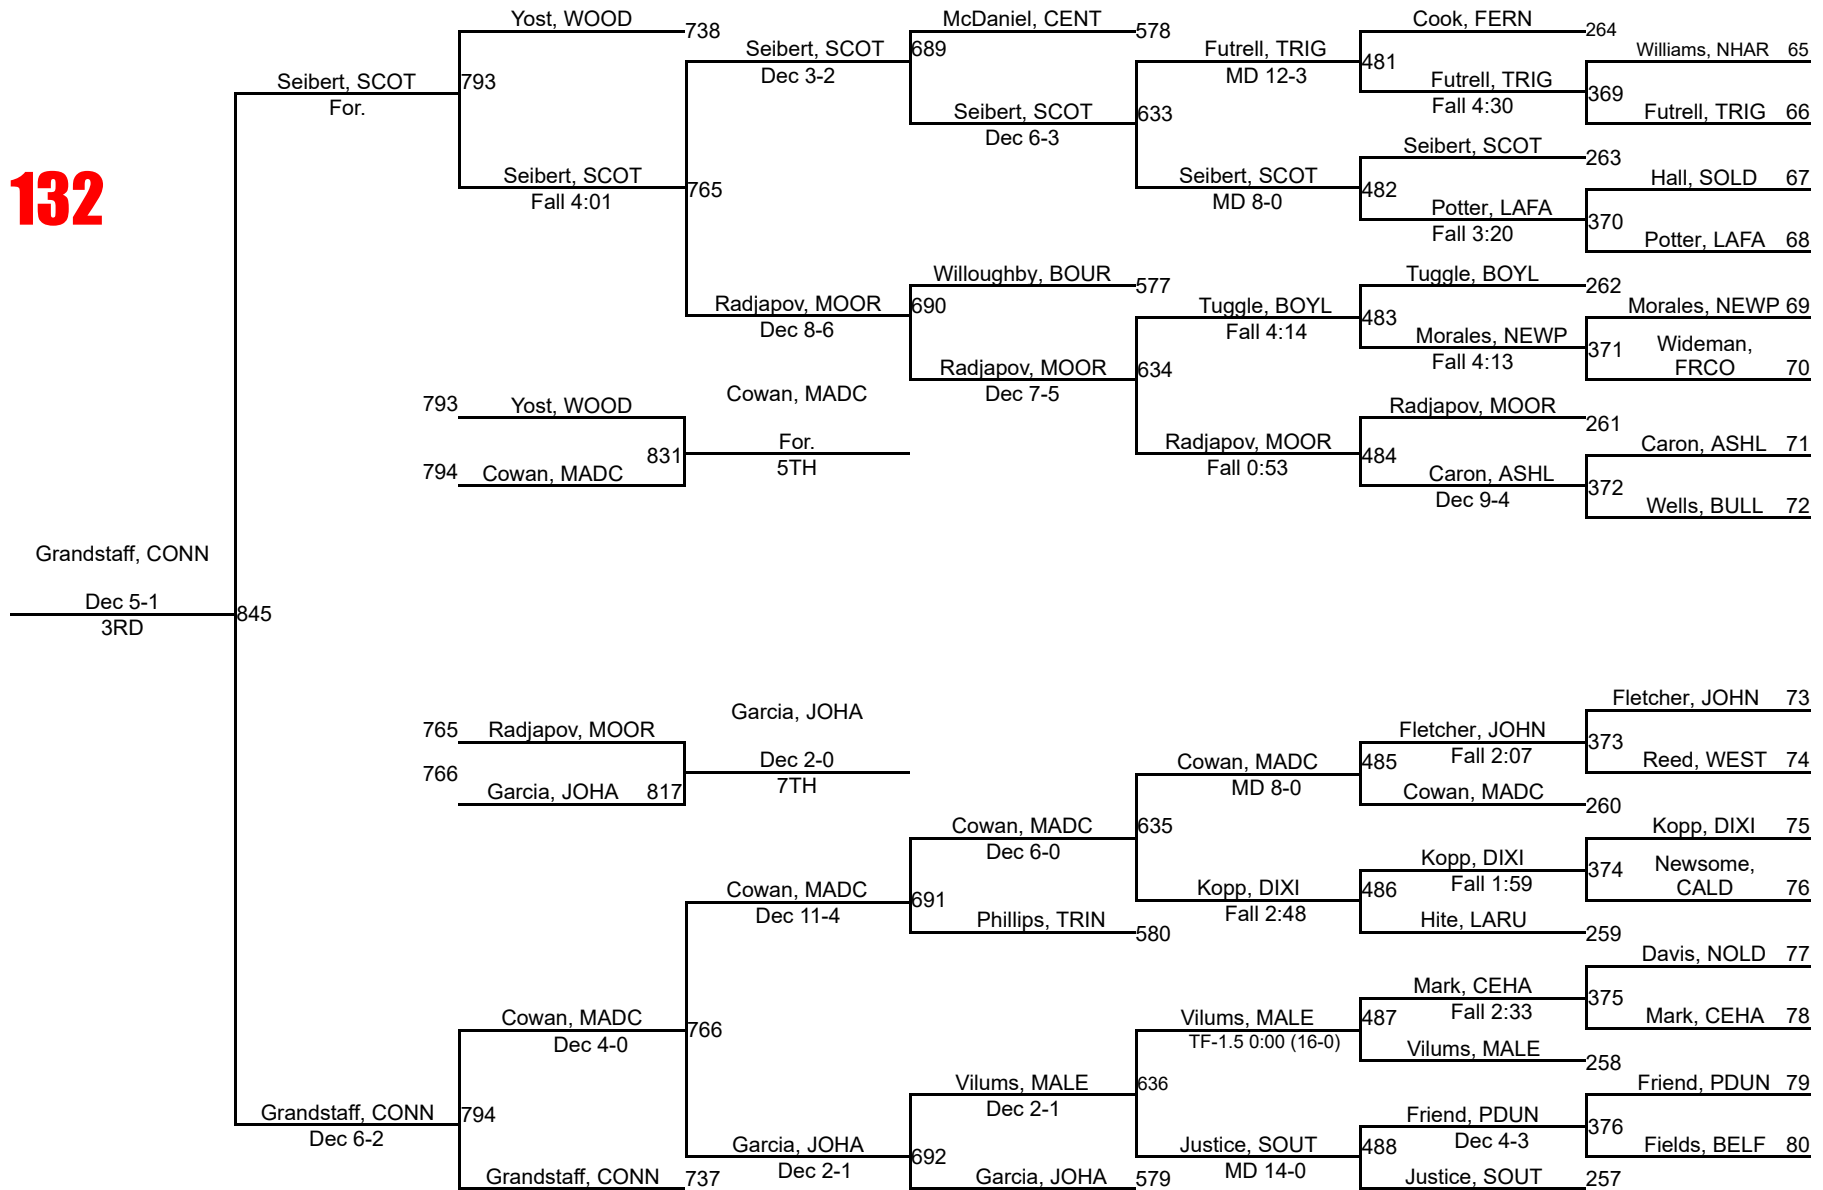 Yost, WOOD
738
McDaniel, CENT
578
Cook, FERN
264
Seibert, SCOT
689
Futrell, TRIG
Williams, NHAR 65
Dec 3-2
MD 12-3
481
Seibert, SCOT
793
Futrell, TRIG
369
For.
Fall 4:30
Seibert, SCOT
633
Futrell, TRIG 66
Dec 6-3
Seibert, SCOT
263
132
Seibert, SCOT
765
Seibert, SCOT
482
Hall, SOLD 67
Fall 4:01
MD 8-0
Potter, LAFA
370
Fall 3:20
Potter, LAFA 68
Willoughby, BOUR
577
Tuggle, BOYL
262
Radjapov, MOOR
690
Tuggle, BOYL
483
Morales, NEWP 69
Dec 8-6
Fall 4:14
Morales, NEWP
371
Wideman,
FRCO 70
Fall 4:13
Radjapov, MOOR
634
Dec 7-5
Cowan, MADC
793
Yost, WOOD
Radjapov, MOOR
261
831
For.
5TH
Radjapov, MOOR
484
Caron, ASHL 71
Fall 0:53
794
Cowan, MADC
Caron, ASHL
372
Dec 9-4
Wells, BULL 72
Grandstaff, CONN
Dec 5-1
3RD
845
Fletcher, JOHN 73
Garcia, JOHA
765
Radjapov, MOOR
Fletcher, JOHN
373
Fall 2:07
Dec 2-0
7TH
Cowan, MADC
485
Reed, WEST 74
MD 8-0
766
Garcia, JOHA
817
Cowan, MADC
260
Cowan, MADC
635
Kopp, DIXI 75
Dec 6-0
Kopp, DIXI
374
Newsome,
CALD 76
Fall 1:59
Cowan, MADC
691
Kopp, DIXI
486
Dec 11-4
Fall 2:48
Phillips, TRIN
580
Hite, LARU
259
Davis, NOLD 77
Mark, CEHA
375
Fall 2:33
Cowan, MADC
766
Vilums, MALE
487
Mark, CEHA 78
Dec 4-0
TF-1.5 0:00 (16-0)
Vilums, MALE
258
Vilums, MALE
636
Friend, PDUN 79
Dec 2-1
Grandstaff, CONN
794
Friend, PDUN
376
Dec 6-2
Dec 4-3
Garcia, JOHA
692
Justice, SOUT
488
Fields, BELF 80
Dec 2-1
MD 14-0
Grandstaff, CONN
737
Garcia, JOHA
579
Justice, SOUT
257